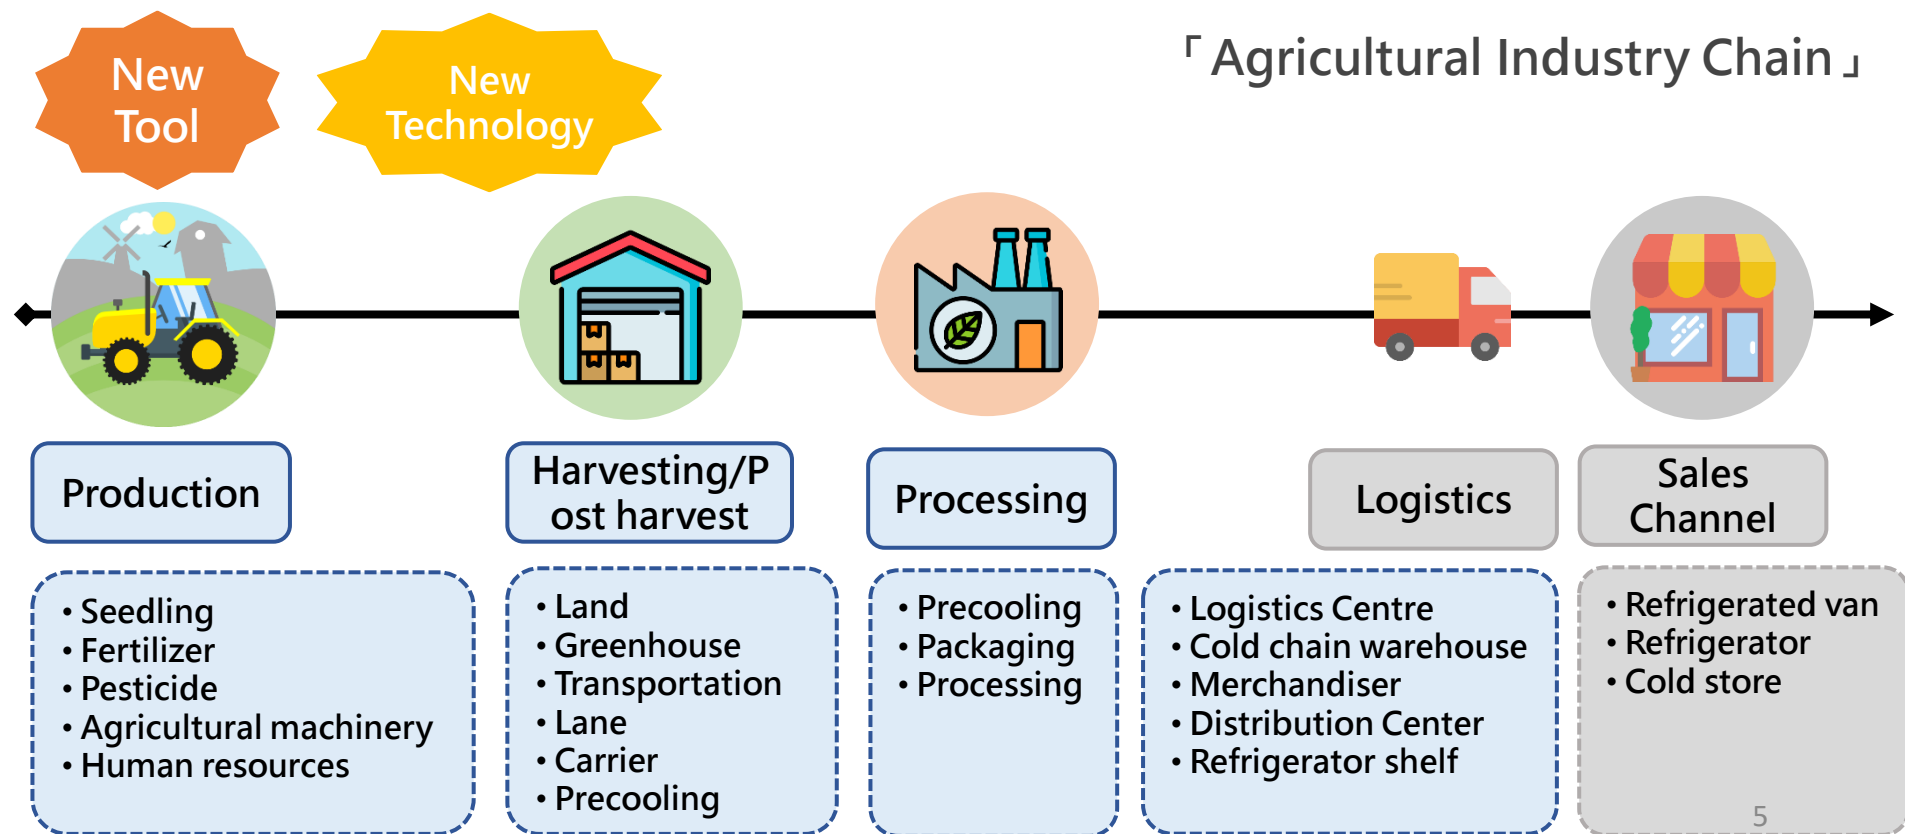 New
Tool
New
Technology
「Agricultural Industry Chain」
Production
Harvesting/P
ost harvest
Processing
Logistics
Sales
Channel
• Seedling
• Fertilizer
• Pesticide
• Agricultural machinery
• Human resources
• Land
• Greenhouse
• Transportation
• Lane
• Carrier
• Precooling
• Precooling
• Packaging
• Processing
• Logistics Centre
• Cold chain warehouse
• Merchandiser
• Distribution Center
• Refrigerator shelf
• Refrigerated van
• Refrigerator
• Cold store
5